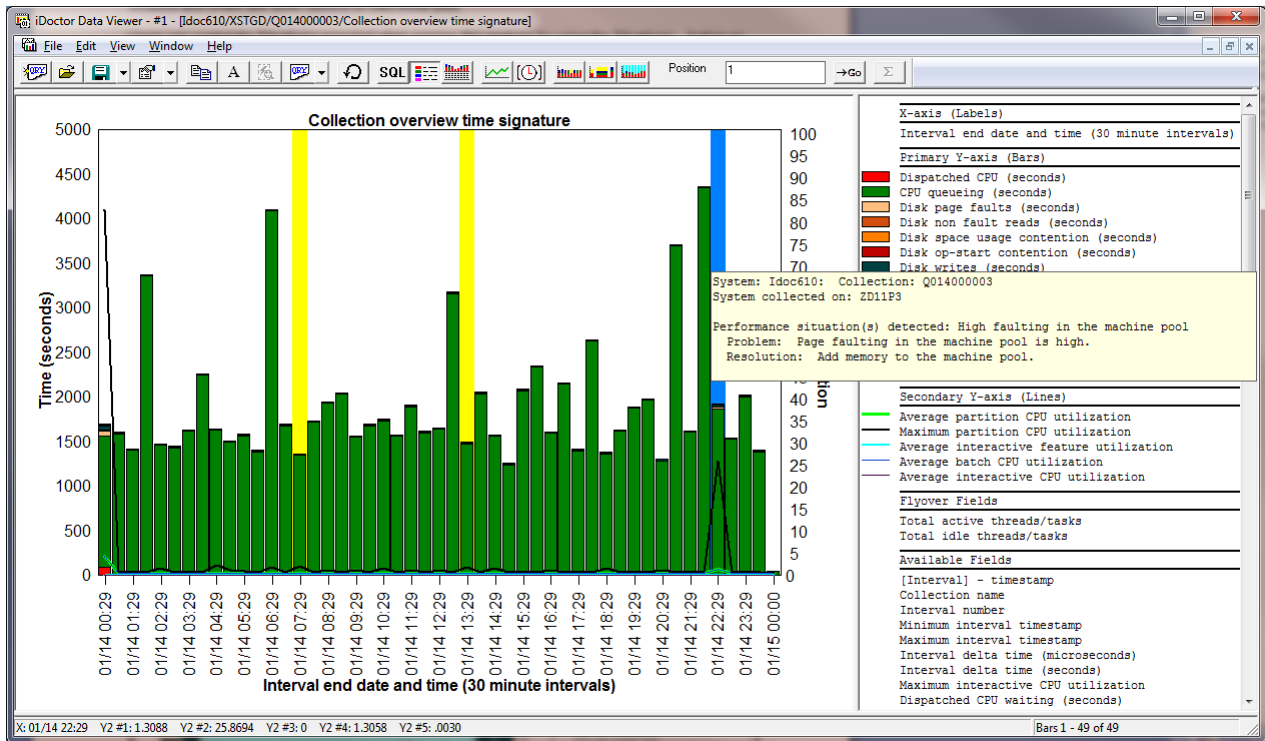 iDoctor Data Viewer - #1 - [Idoc610/XSTGD/Q014000003/Collection overview time signature]
File Edit View Window Help
QRY A QRY SQL Position 1 Go Σ
Collection overview time signature
5000
4500
4000
3500
3000
2500
2000
1500
1000
500
0
Time (seconds)
100
95
90
85
80
75
70
40
35
30
25
20
15
10
5
0
01/14 00:29
01/14 01:29
01/14 02:29
01/14 03:29
01/14 04:29
01/14 05:29
01/14 06:29
01/14 07:29
01/14 08:29
01/14 09:29
01/14 10:29
01/14 11:29
01/14 12:29
01/14 13:29
01/14 14:29
01/14 15:29
01/14 16:29
01/14 17:29
01/14 18:29
01/14 19:29
01/14 20:29
01/14 21:29
01/14 22:29
01/14 23:29
01/15 00:00
Interval end date and time (30 minute intervals)
X-axis (Labels)
Interval end date and time (30 minute intervals)
Primary Y-axis (Bars)
Dispatched CPU (seconds)
CPU queueing (seconds)
Disk page faults (seconds)
Disk non fault reads (seconds)
Disk space usage contention (seconds)
Disk op-start contention (seconds)
Disk writes (seconds)
System: Idoc610: Collection: Q014000003
System collected on: ZD11P3
Performance situation(s) detected: High faulting in the machine pool
Problem: Page faulting in the machine pool is high.
Resolution: Add memory to the machine pool.
Secondary Y-axis (Lines)
Average partition CPU utilization
Maximum partition CPU utilization
Average interactive feature utilization
Average batch CPU utilization
Average interactive CPU utilization
Flyover Fields
Total active threads/tasks
Total idle threads/tasks
Available Fields
[Interval] - timestamp
Collection name
Interval number
Minimum interval timestamp
Maximum interval timestamp
Interval delta time (microseconds)
Interval delta time (seconds)
Maximum interactive CPU utilization
Dispatched CPU waiting (seconds)
X: 01/14 22:29 Y2 #1: 1.3088 Y2 #2: 25.8694 Y2 #3: 0 Y2 #4: 1.3058 Y2 #5: .0030
Bars 1 - 49 of 49